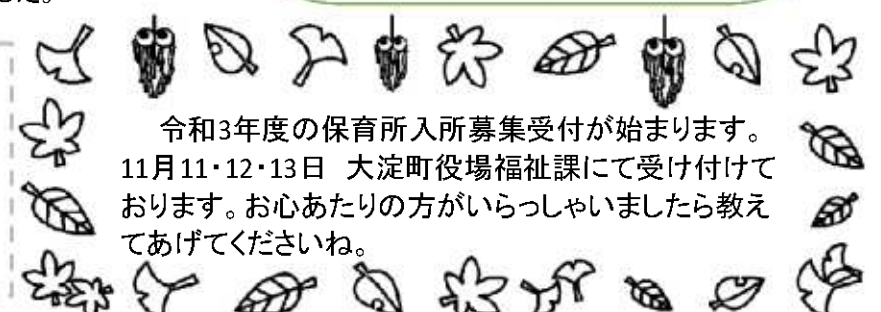 した。
令和3年度の保育所入所募集受付が始まります。
11月11・12・13日 大淀町役場福祉課にて受け付けて
おります。お心あたりの方がいらっしゃいましたら教え
てあげてくださいね。